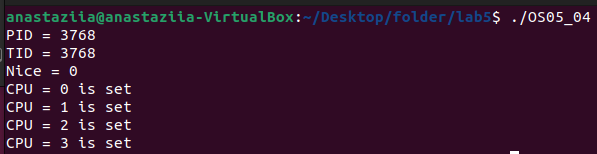 anastaziia@anastaziia-VirtualBox:~/Desktop/folder/lab5$ ./OS05_04
PID = 3768
TID = 3768
Nice = 0
CPU = 0 is set
CPU = 1 is set
CPU = 2 is set
CPU = 3 is set